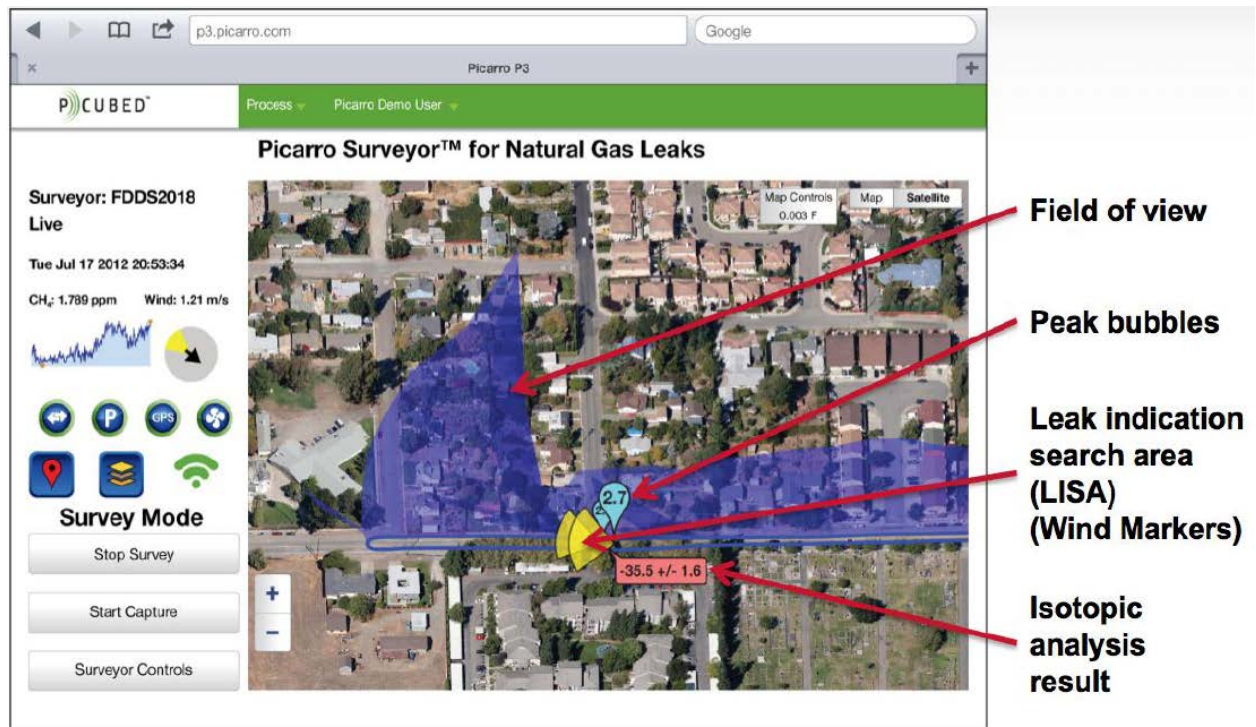 p3.picarro.com
Google
Picarro P3
P))CUBED™
Process
Picarro Demo User
Picarro Surveyor™ for Natural Gas Leaks
Surveyor: FDDS2018
Live
Tue Jul 17 2012 20:53:34
CH₄: 1.789 ppm Wind: 1.21 m/s
P
GPS
Survey Mode
Stop Survey
Start Capture
Surveyor Controls
Map Controls
0.003 F
Map
Satellite
2.7
2
-35.5 +/- 1.6
+
−
Field of view
Peak bubbles
Leak indication
search area
(LISA)
(Wind Markers)
Isotopic
analysis
result